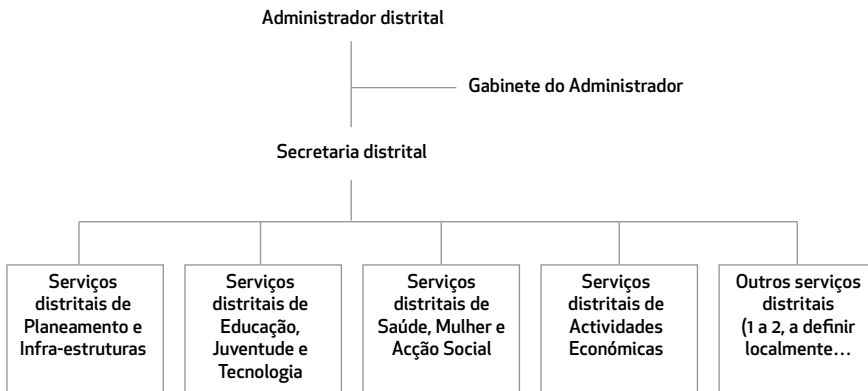 Administrador distrital
Gabinete do Administrador
Secretaria distrital
Serviços
distritais de
Planeamento e
Infra-estruturas
Serviços
distritais de
Educação,
Juventude e
Tecnologia
Serviços
distritais de
Saúde, Mulher e
Acção Social
Serviços
distritais de
Actividades
Económicas
Outros serviços
distritais
(1 a 2, a definir
localmente…